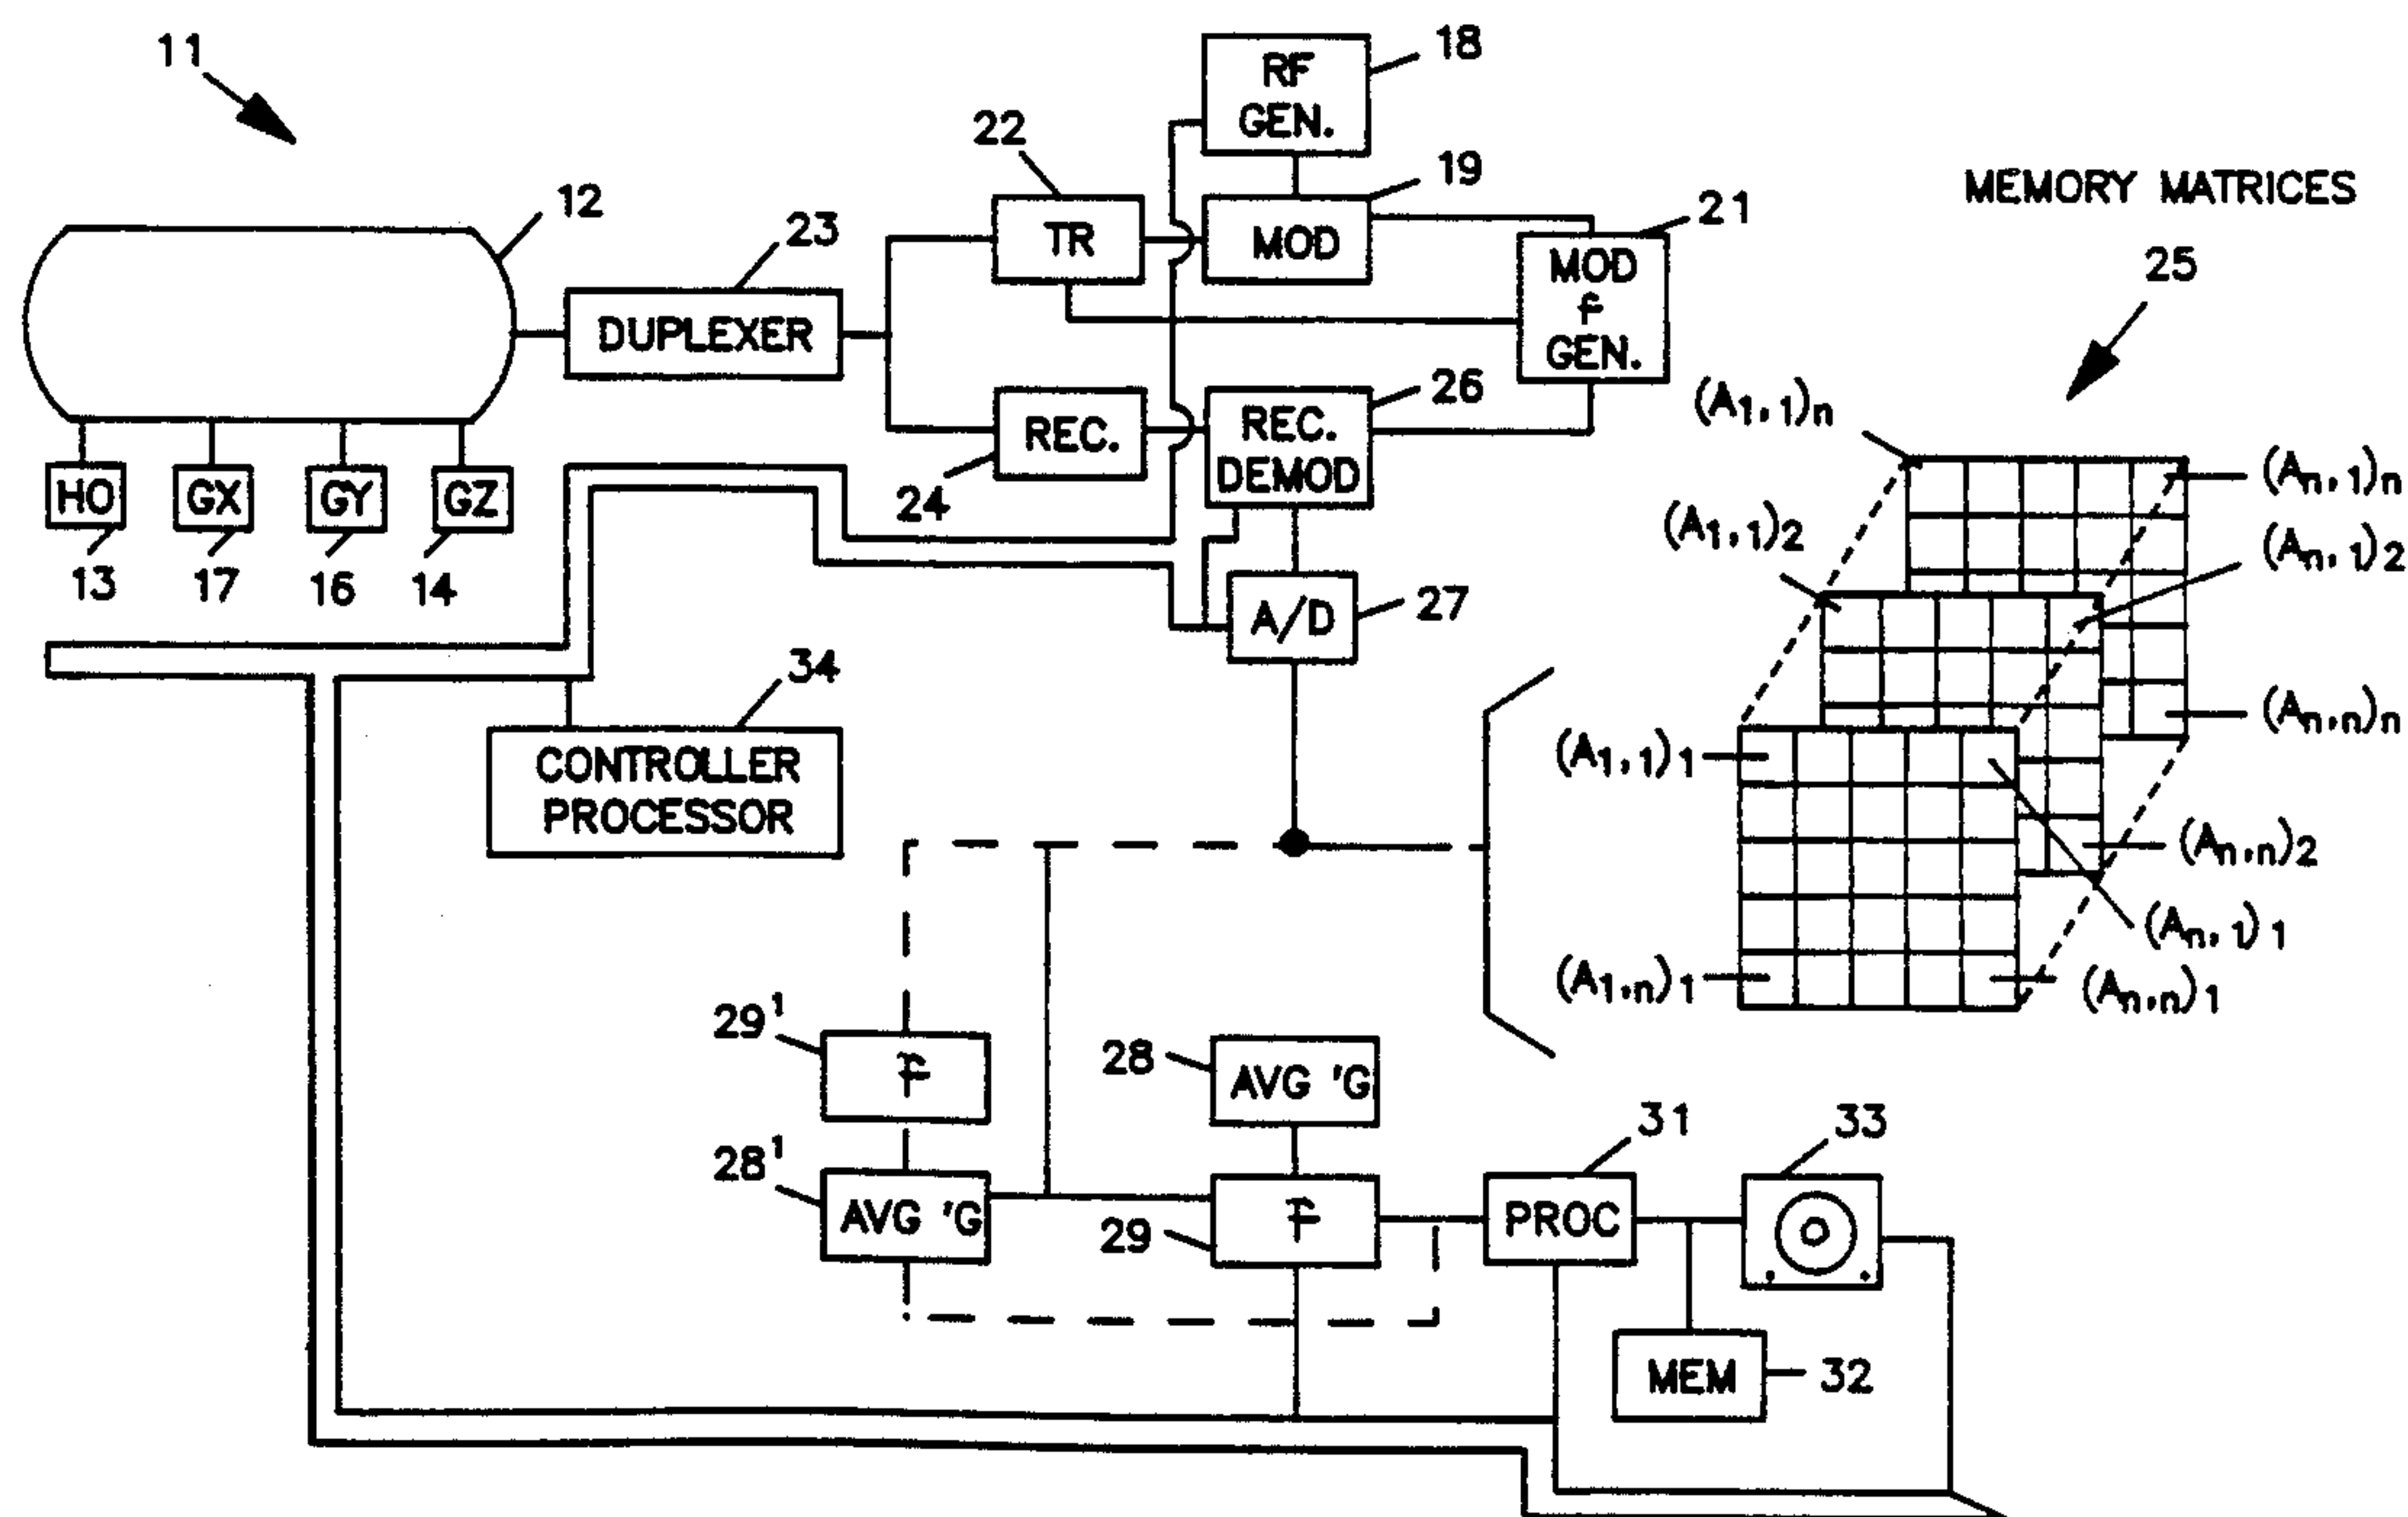 11
18
RF
GEN.
22
19
MEMORY MATRICES
12
23
TR
MOD
21
25
MOD
f
GEN.
DUPLEXER
26
(A1,1)n
REC.
REC.
DEMOD
(An,1)n
HO
GX
GY
GZ
24
(A1,1)2
(An,1)2
13
17
16
14
A/D
27
34
(An,n)n
CONTROLLER
PROCESSOR
(A1,1)1
(An,n)2
(An,1)1
(A1,n)1
(An,n)1
29'
f
28
AVG 'G
31
33
28'
AVG 'G
29
f
PROC
MEM
32